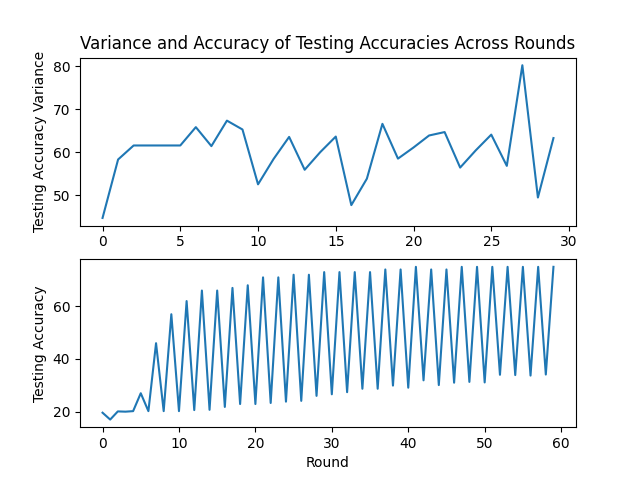 Variance and Accuracy of Testing Accuracies Across Rounds
Testing Accuracy Variance
80
70
60
50
0 5 10 15 20 25 30
Testing Accuracy
60
40
20
0 10 20 30 40 50 60
Round